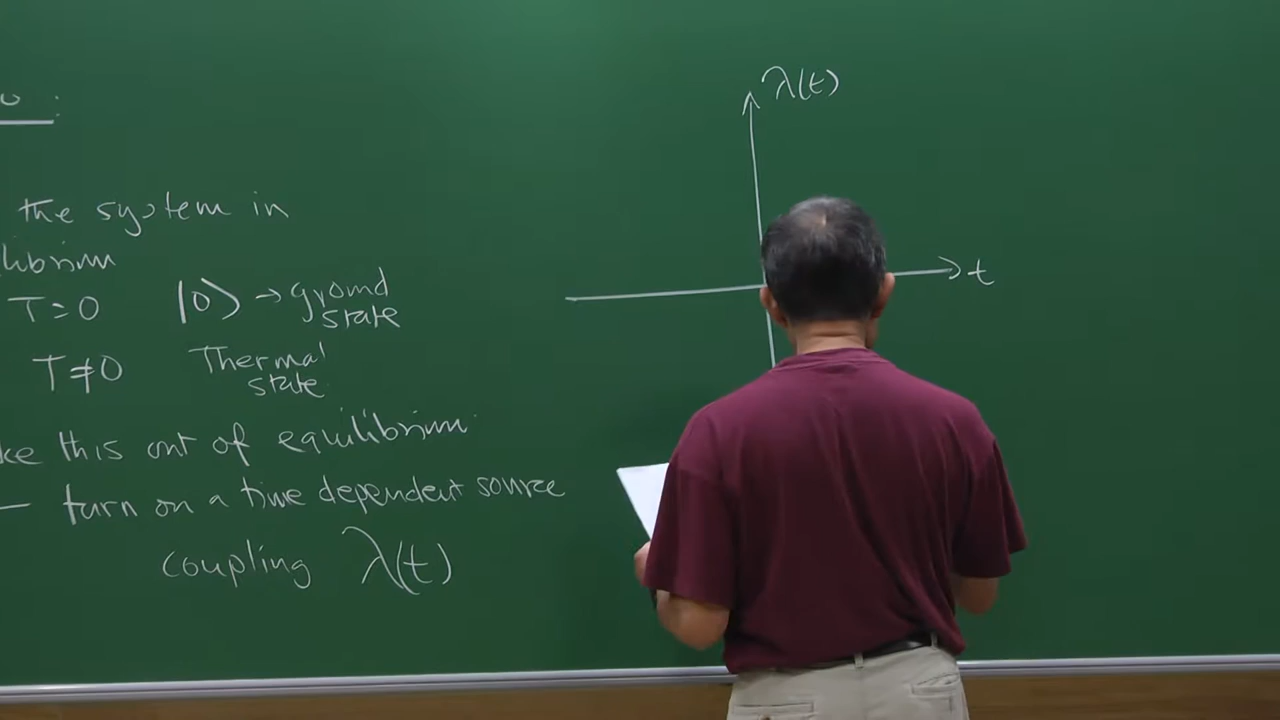 the system in
librium
T=0 |0> → ground state
T≠0 Thermal state
ke this out of equilibrium
— turn on a time dependent source
coupling λ(t)
λ(t)
t